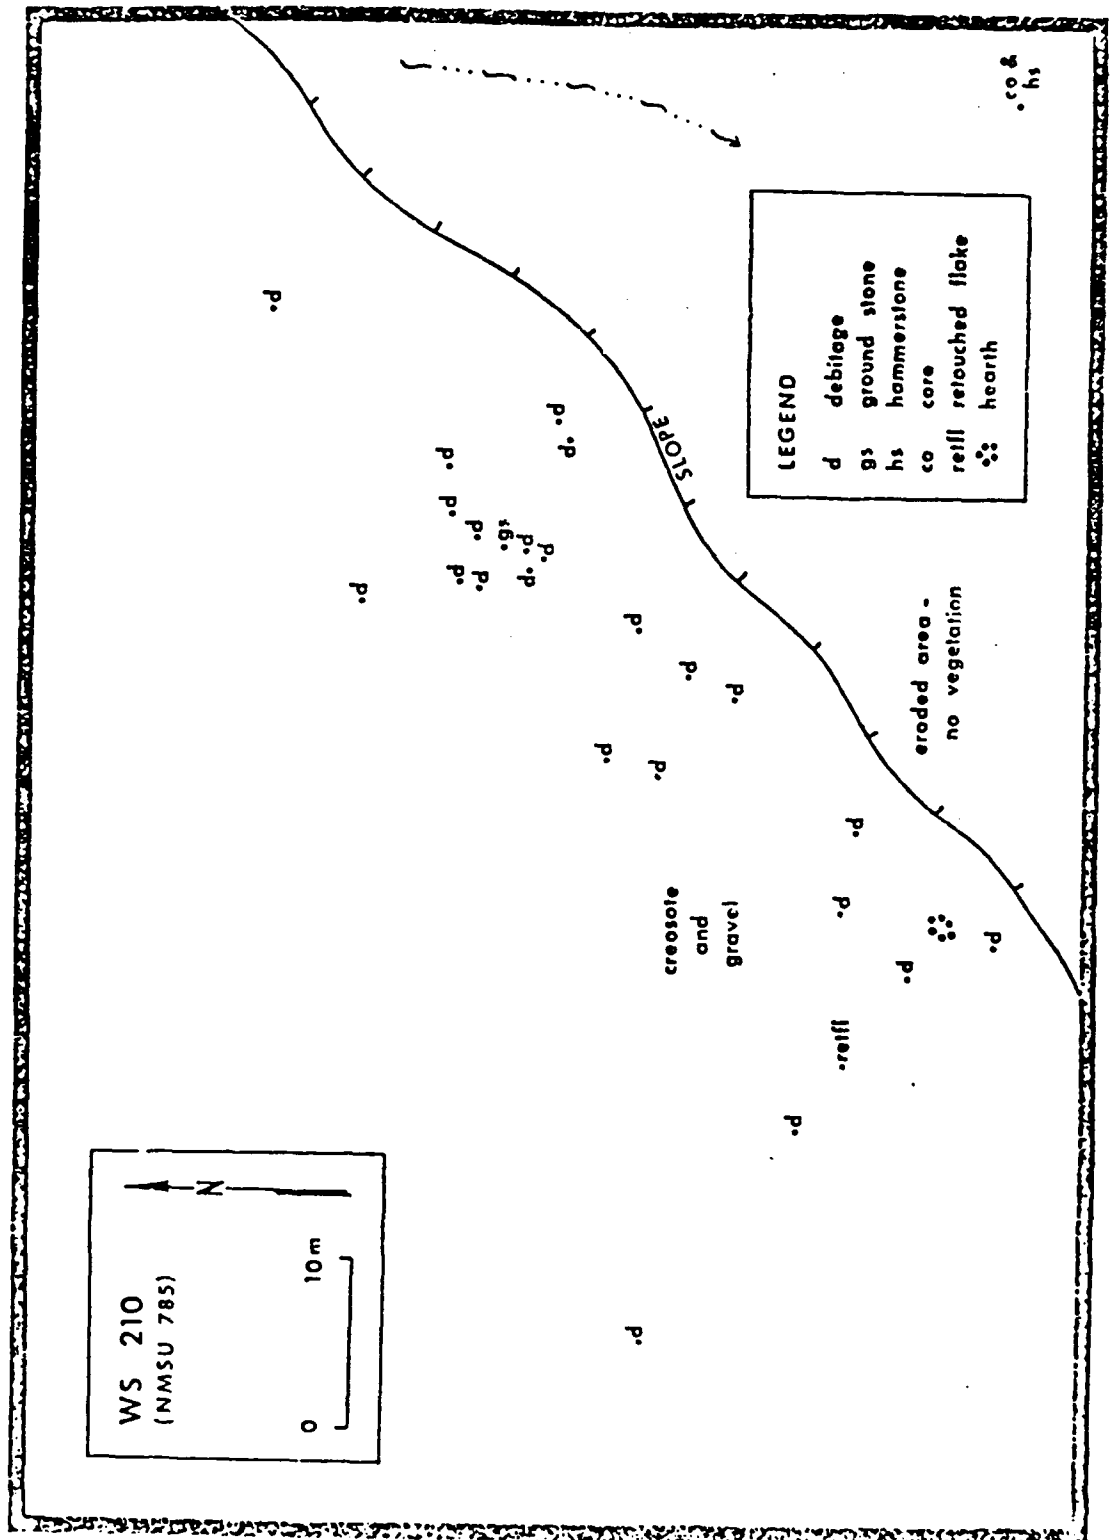 WS 210
(NMSU 785)
N
0 10m
d
d
d
d
d
d
d
gs
d
d
d
d
d
d
d
d
d
creosote
and
gravel
SLOPE
d
d
d
retfl
d
d
d
d
LEGEND
d debitage
gs ground stone
hs hammerstone
co core
retfl retouched flake
hearth
eroded area -
no vegetation
co &
hs